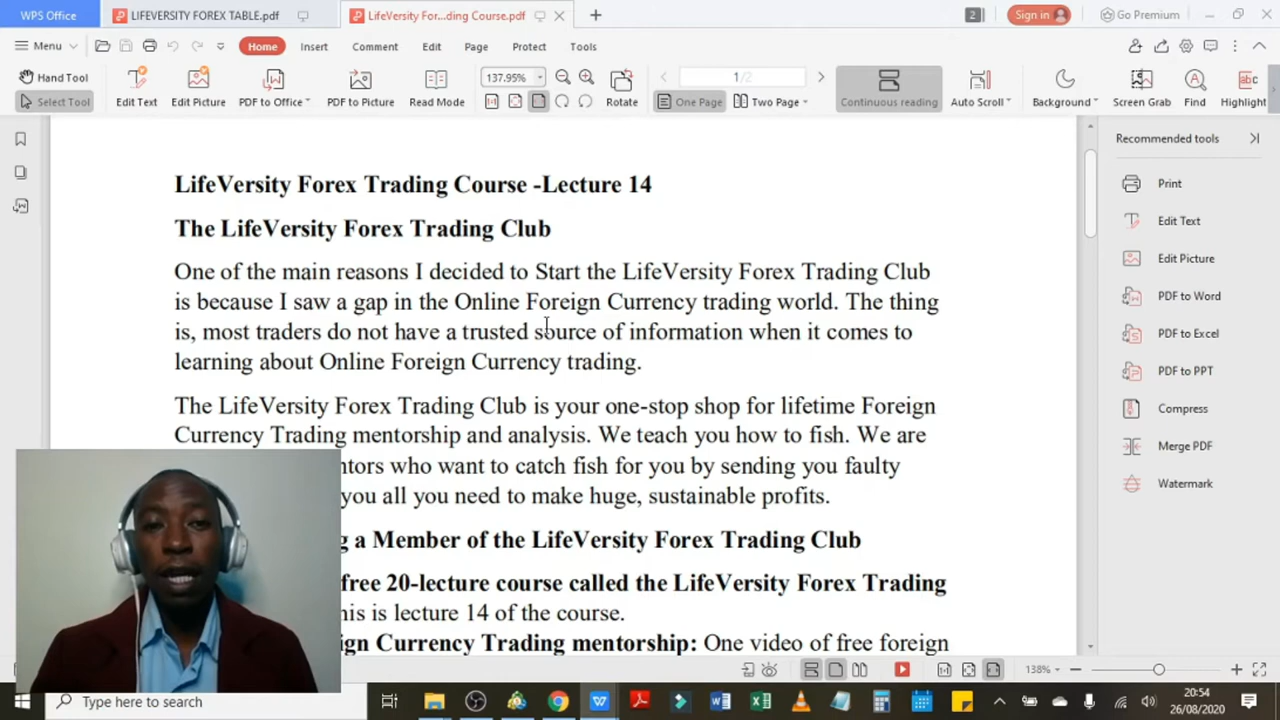 WPS Office
LIFEVERSITY FOREX TABLE.pdf
LifeVersity For...ding Course.pdf
2
Sign in
Go Premium
Menu
Home
Insert
Comment
Edit
Page
Protect
Tools
Hand Tool
Select Tool
Edit Text
Edit Picture
PDF to Office
PDF to Picture
Read Mode
137.95%
Rotate
1/2
One Page
Two Page
Continuous reading
Auto Scroll
Background
Screen Grab
Find
Highlight
LifeVersity Forex Trading Course -Lecture 14
The LifeVersity Forex Trading Club
One of the main reasons I decided to Start the LifeVersity Forex Trading Club
is because I saw a gap in the Online Foreign Currency trading world. The thing
is, most traders do not have a trusted source of information when it comes to
learning about Online Foreign Currency trading.
The LifeVersity Forex Trading Club is your one-stop shop for lifetime Foreign
Currency Trading mentorship and analysis. We teach you how to fish. We are
ntors who want to catch fish for you by sending you faulty
you all you need to make huge, sustainable profits.
g a Member of the LifeVersity Forex Trading Club
free 20-lecture course called the LifeVersity Forex Trading
his is lecture 14 of the course.
ign Currency Trading mentorship: One video of free foreign
Recommended tools
Print
Edit Text
Edit Picture
PDF to Word
PDF to Excel
PDF to PPT
Compress
Merge PDF
Watermark
138%
Type here to search
20:54
26/08/2020